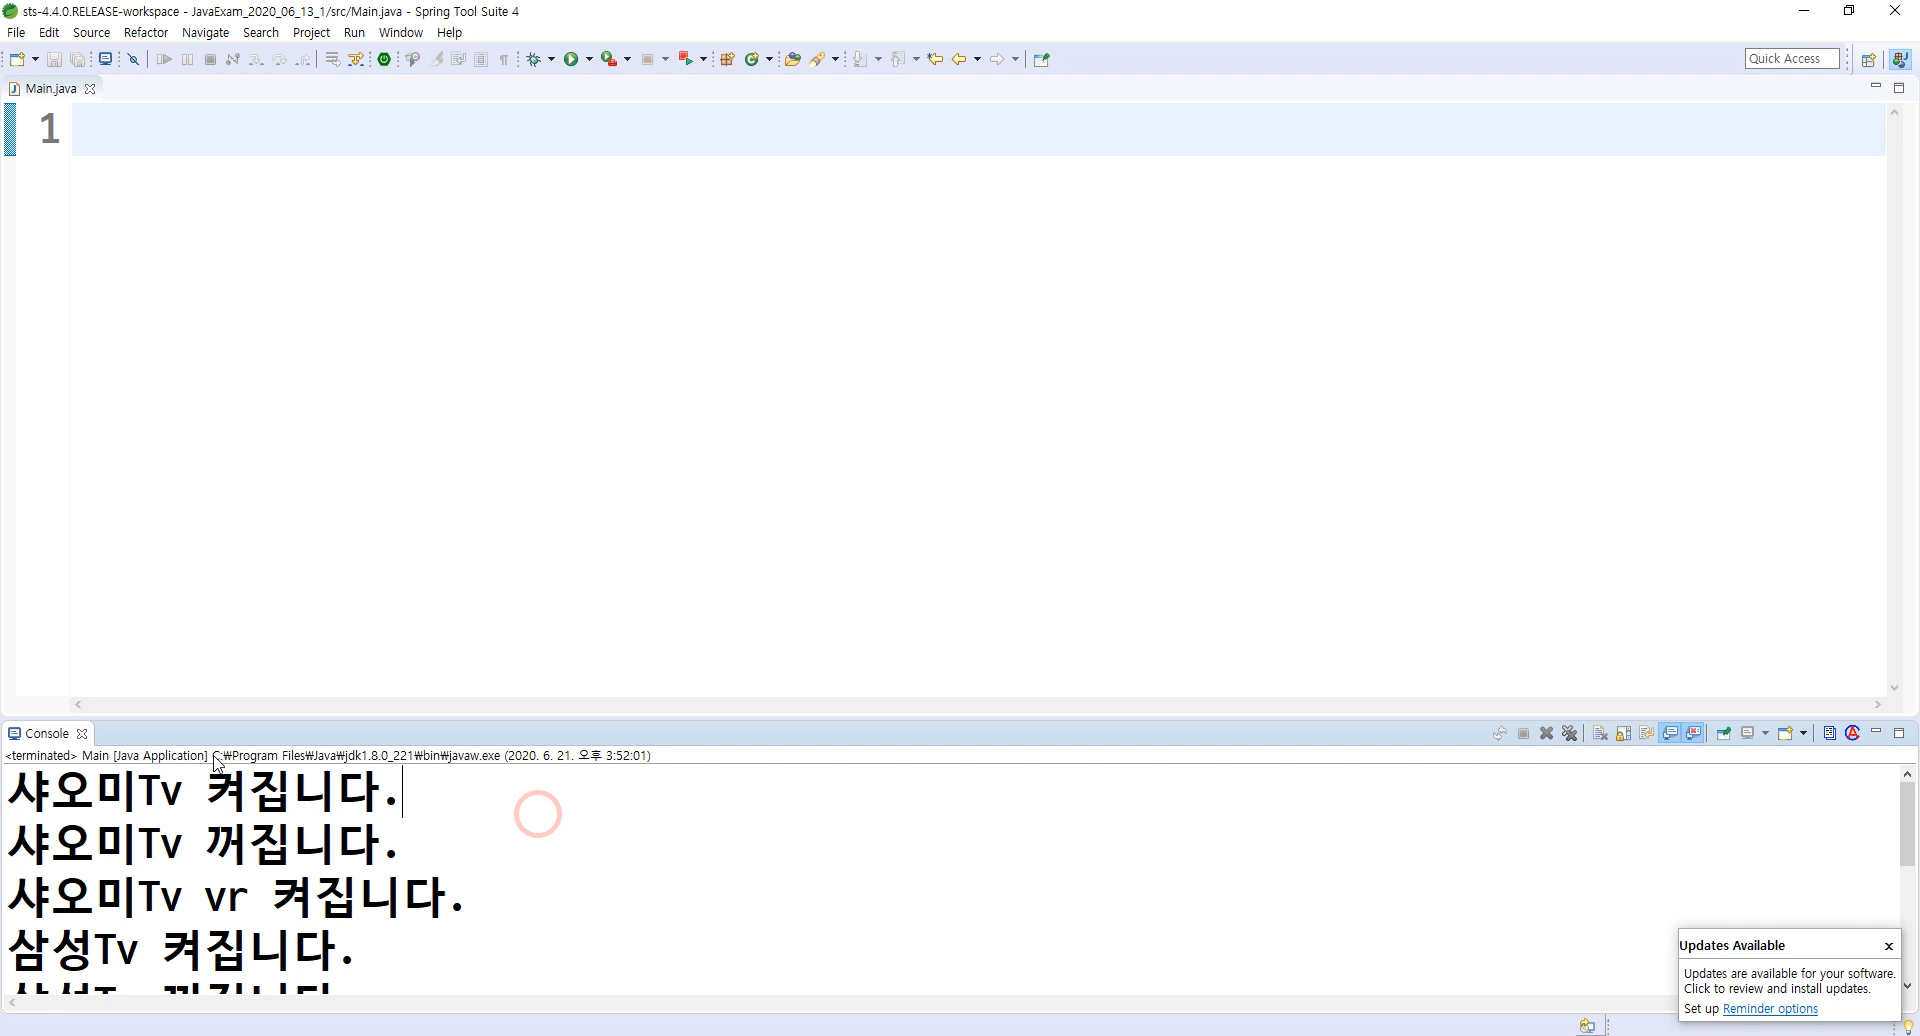 sts-4.4.0.RELEASE-workspace - JavaExam_2020_06_13_1/src/Main.java - Spring Tool Suite 4
File Edit Source Refactor Navigate Search Project Run Window Help
Quick Access
Main.java
1
Console
<terminated> Main [Java Application] C:₩Program Files₩Java₩jdk1.8.0_221₩bin₩javaw.exe (2020. 6. 21. 오후 3:52:01)
샤오미Tv 켜집니다.
샤오미Tv 꺼집니다.
샤오미Tv vr 켜집니다.
삼성Tv 켜집니다.
Updates Available
Updates are available for your software.
Click to review and install updates.
Set up Reminder options